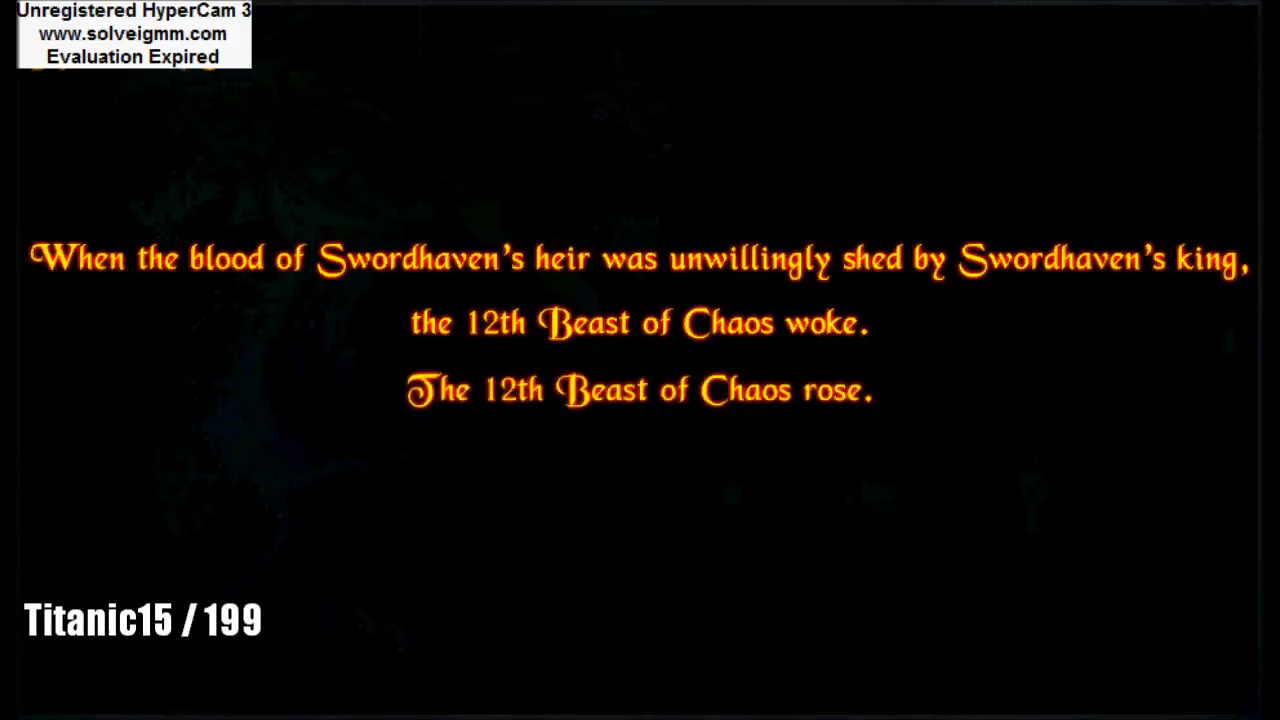 Unregistered HyperCam 3
www.solveigmm.com
Evaluation Expired
When the blood of Swordhaven's heir was unwillingly shed by Swordhaven's king,
the 12th Beast of Chaos woke.
The 12th Beast of Chaos rose.
Titanic15 / 199